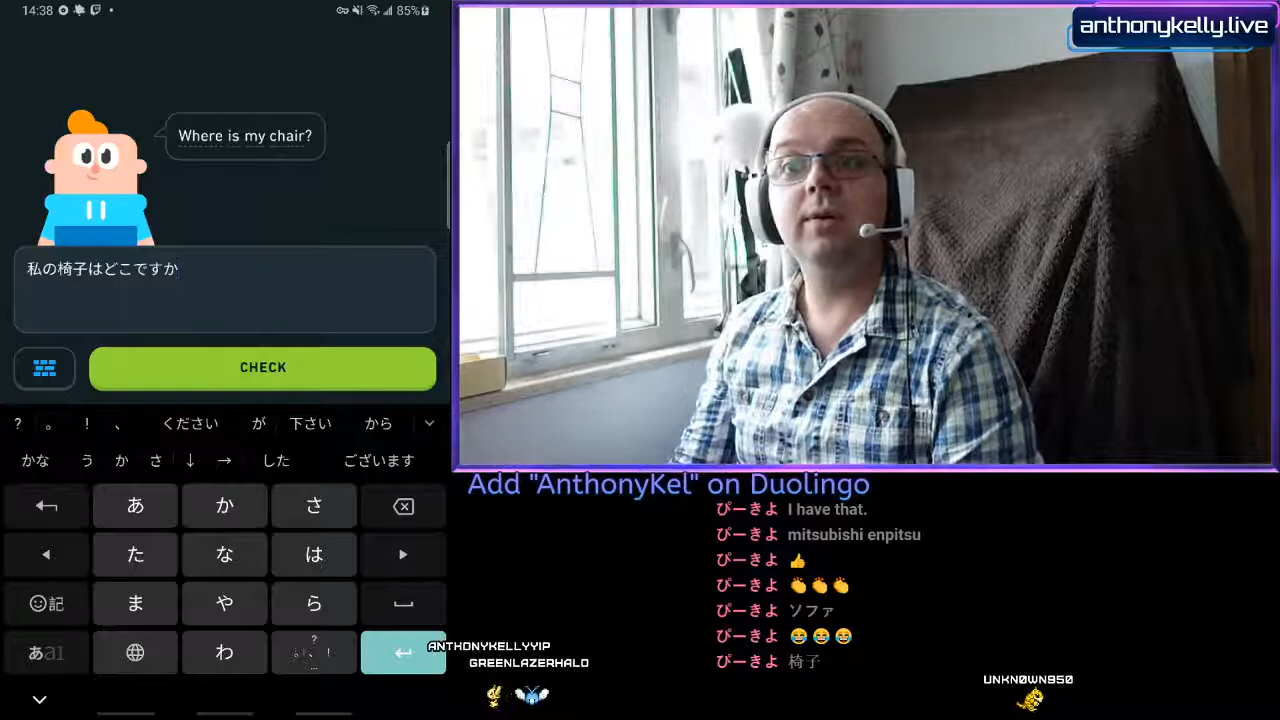 14:38
85%
Where is my chair?
私の椅子はどこですか
CHECK
? 。 ! 、 ください が 下さい から
かな う か さ ↓ → した ございます
あ か さ
た な は
☺記 ま や ら
あa1 わ 。?、!…
anthonykelly.live
Add "AnthonyKel" on Duolingo
ぴーきよ I have that.
ぴーきよ mitsubishi enpitsu
ぴーきよ 👍
ぴーきよ 👏👏👏
ぴーきよ ソファ
ぴーきよ 😂😂😂
ぴーきよ 椅子
ANTHONYKELLYYIP
GREENLAZERHALO
UNKN0WN950